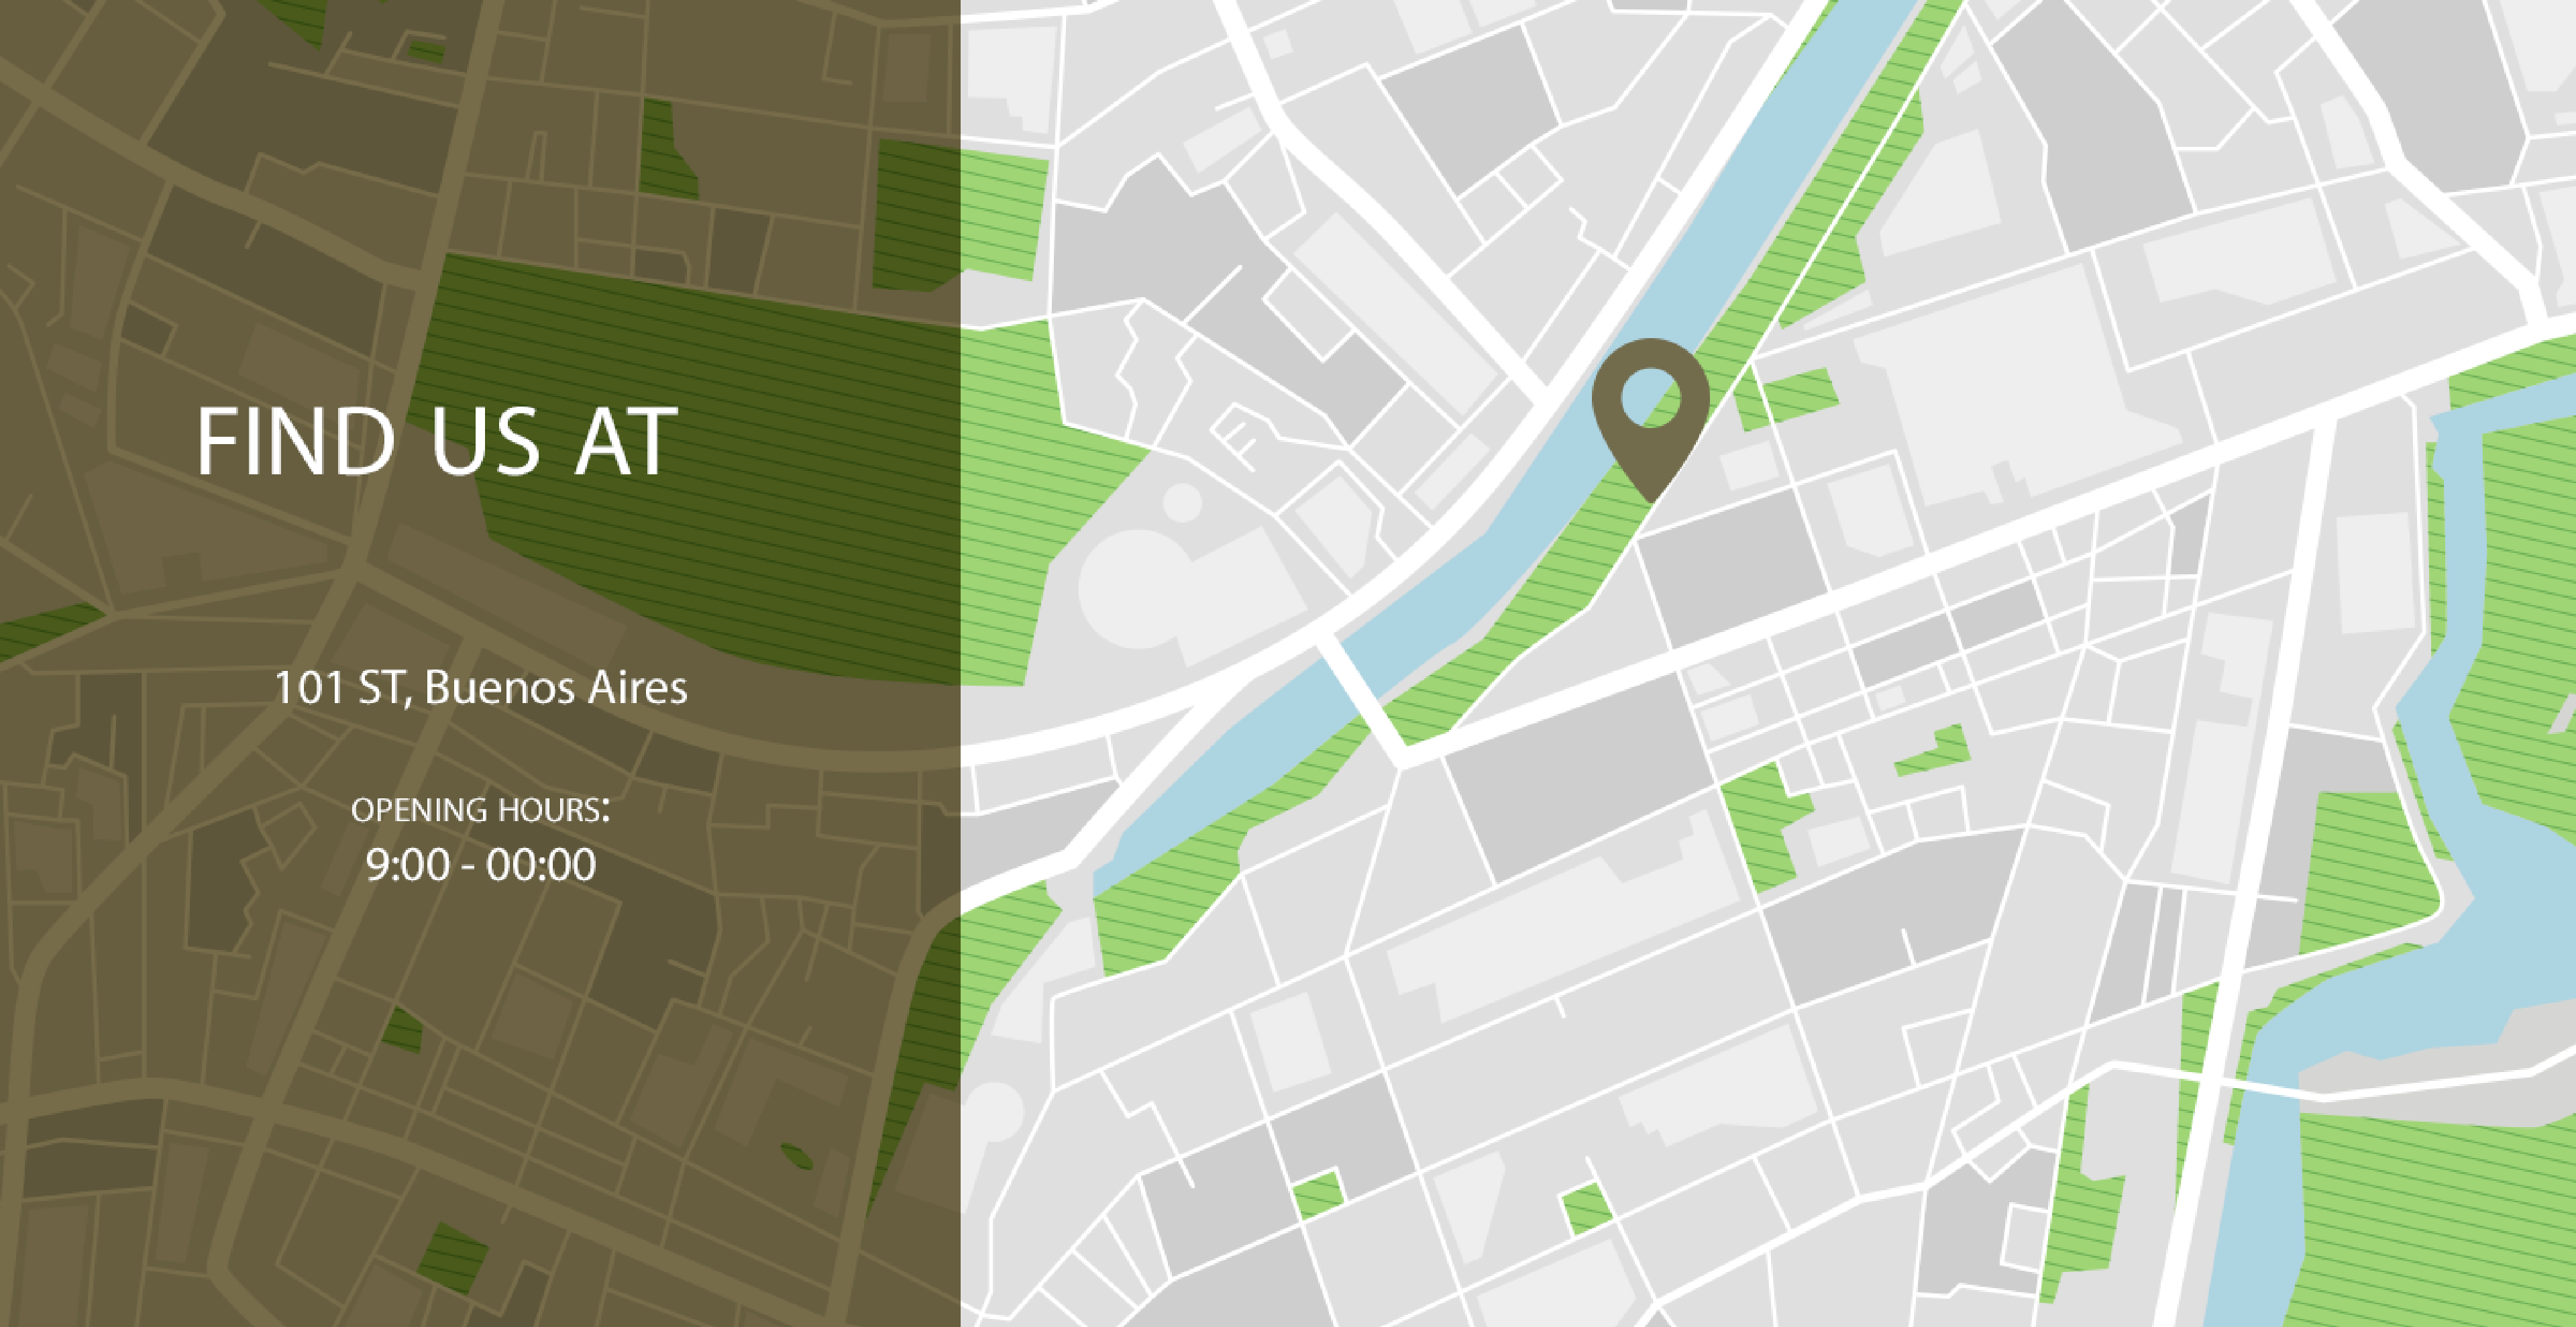 FIND US AT
101 ST, Buenos Aires
OPENING HOURS:
9:00 - 00:00